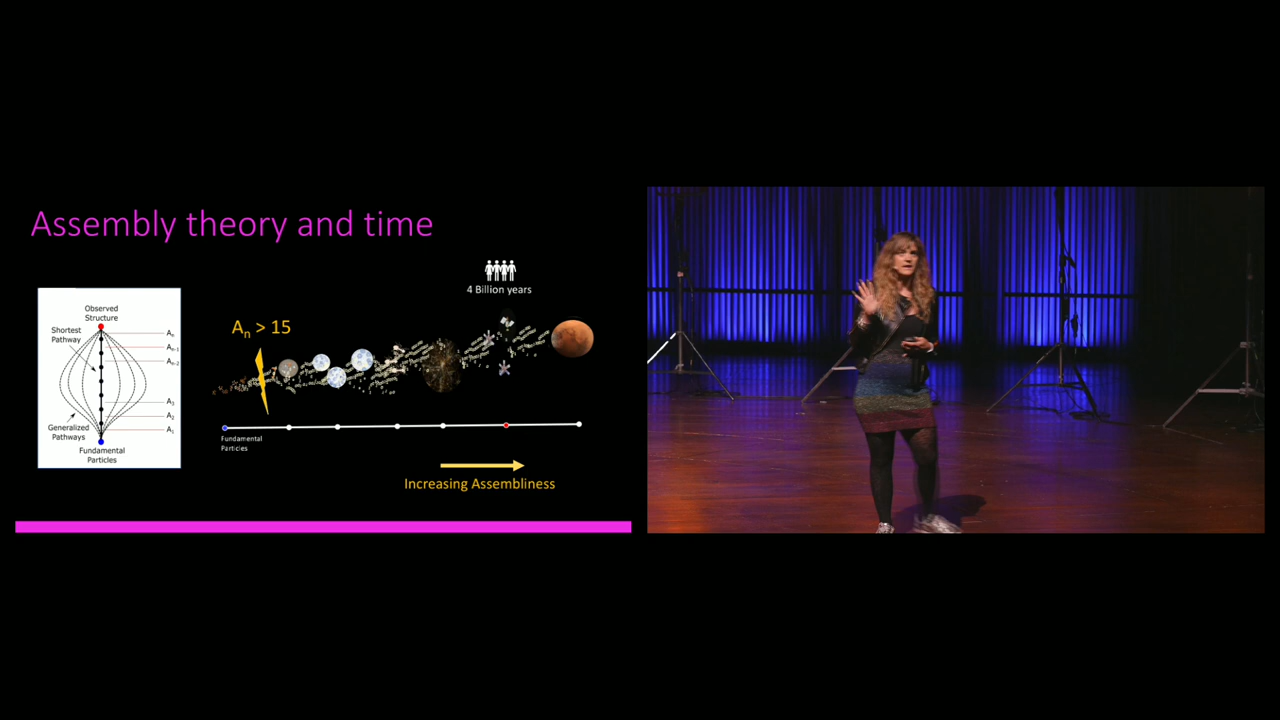 Assembly theory and time
Observed
Structure
Shortest
Pathway
Aₙ
Aₙ₋₁
Aₙ₋₂
A₃
A₂
A₁
Generalized
Pathways
Fundamental
Particles
Aₙ > 15
4 Billion years
Fundamental
Particles
Increasing Assembliness